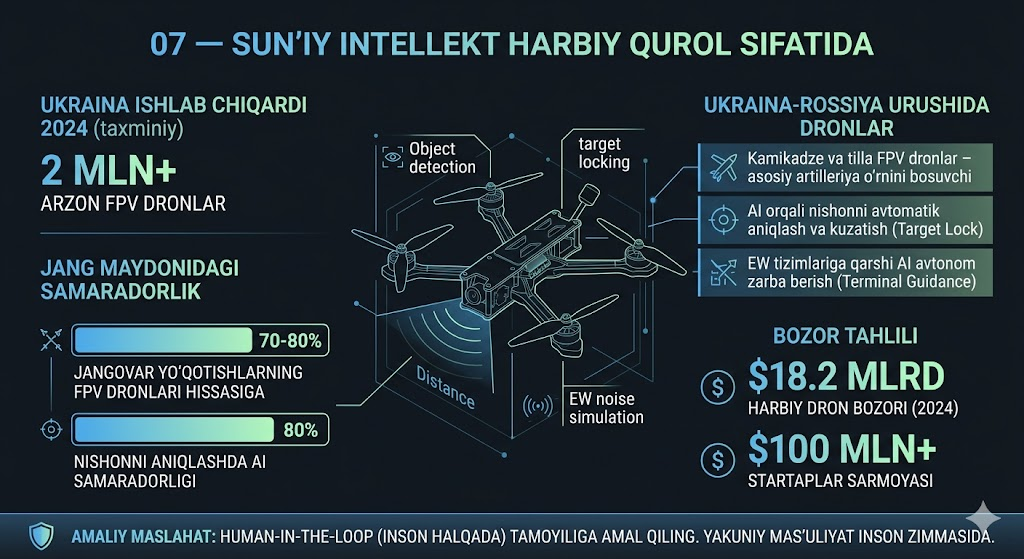 07 — SUN'IY INTELLEKT HARBIY QUROL SIFATIDA
UKRAINA ISHLAB CHIQARDI
2024 (taxminiy)
2 MLN+
ARZON FPV DRONLAR
JANG MAYDONIDAGI
SAMARADORLIK
70-80%
JANGOVAR YO'QOTISHLARNING
FPV DRONLARI HISSASIGA
80%
NISHONNI ANIQLASHDA AI
SAMARADORLIGI
Object
detection
target
locking
Distance
EW noise
simulation
UKRAINA-ROSSIYA URUSHIDA
DRONLAR
Kamikadze va tilla FPV dronlar –
asosiy artilleriya o'rnini bosuvchi
AI orqali nishonni avtomatik
aniqlash va kuzatish (Target Lock)
EW tizimlariga qarshi AI avtonom
zarba berish (Terminal Guidance)
BOZOR TAHLILI
$
$18.2 MLRD
HARBIY DRON BOZORI (2024)
$
$100 MLN+
STARTAPLAR SARMOYASI
AMALIY MASLAHAT: HUMAN-IN-THE-LOOP (INSON HALQADA) TAMOYILIGA AMAL QILING. YAKUNIY MAS'ULIYAT INSON ZIMMASIDA.